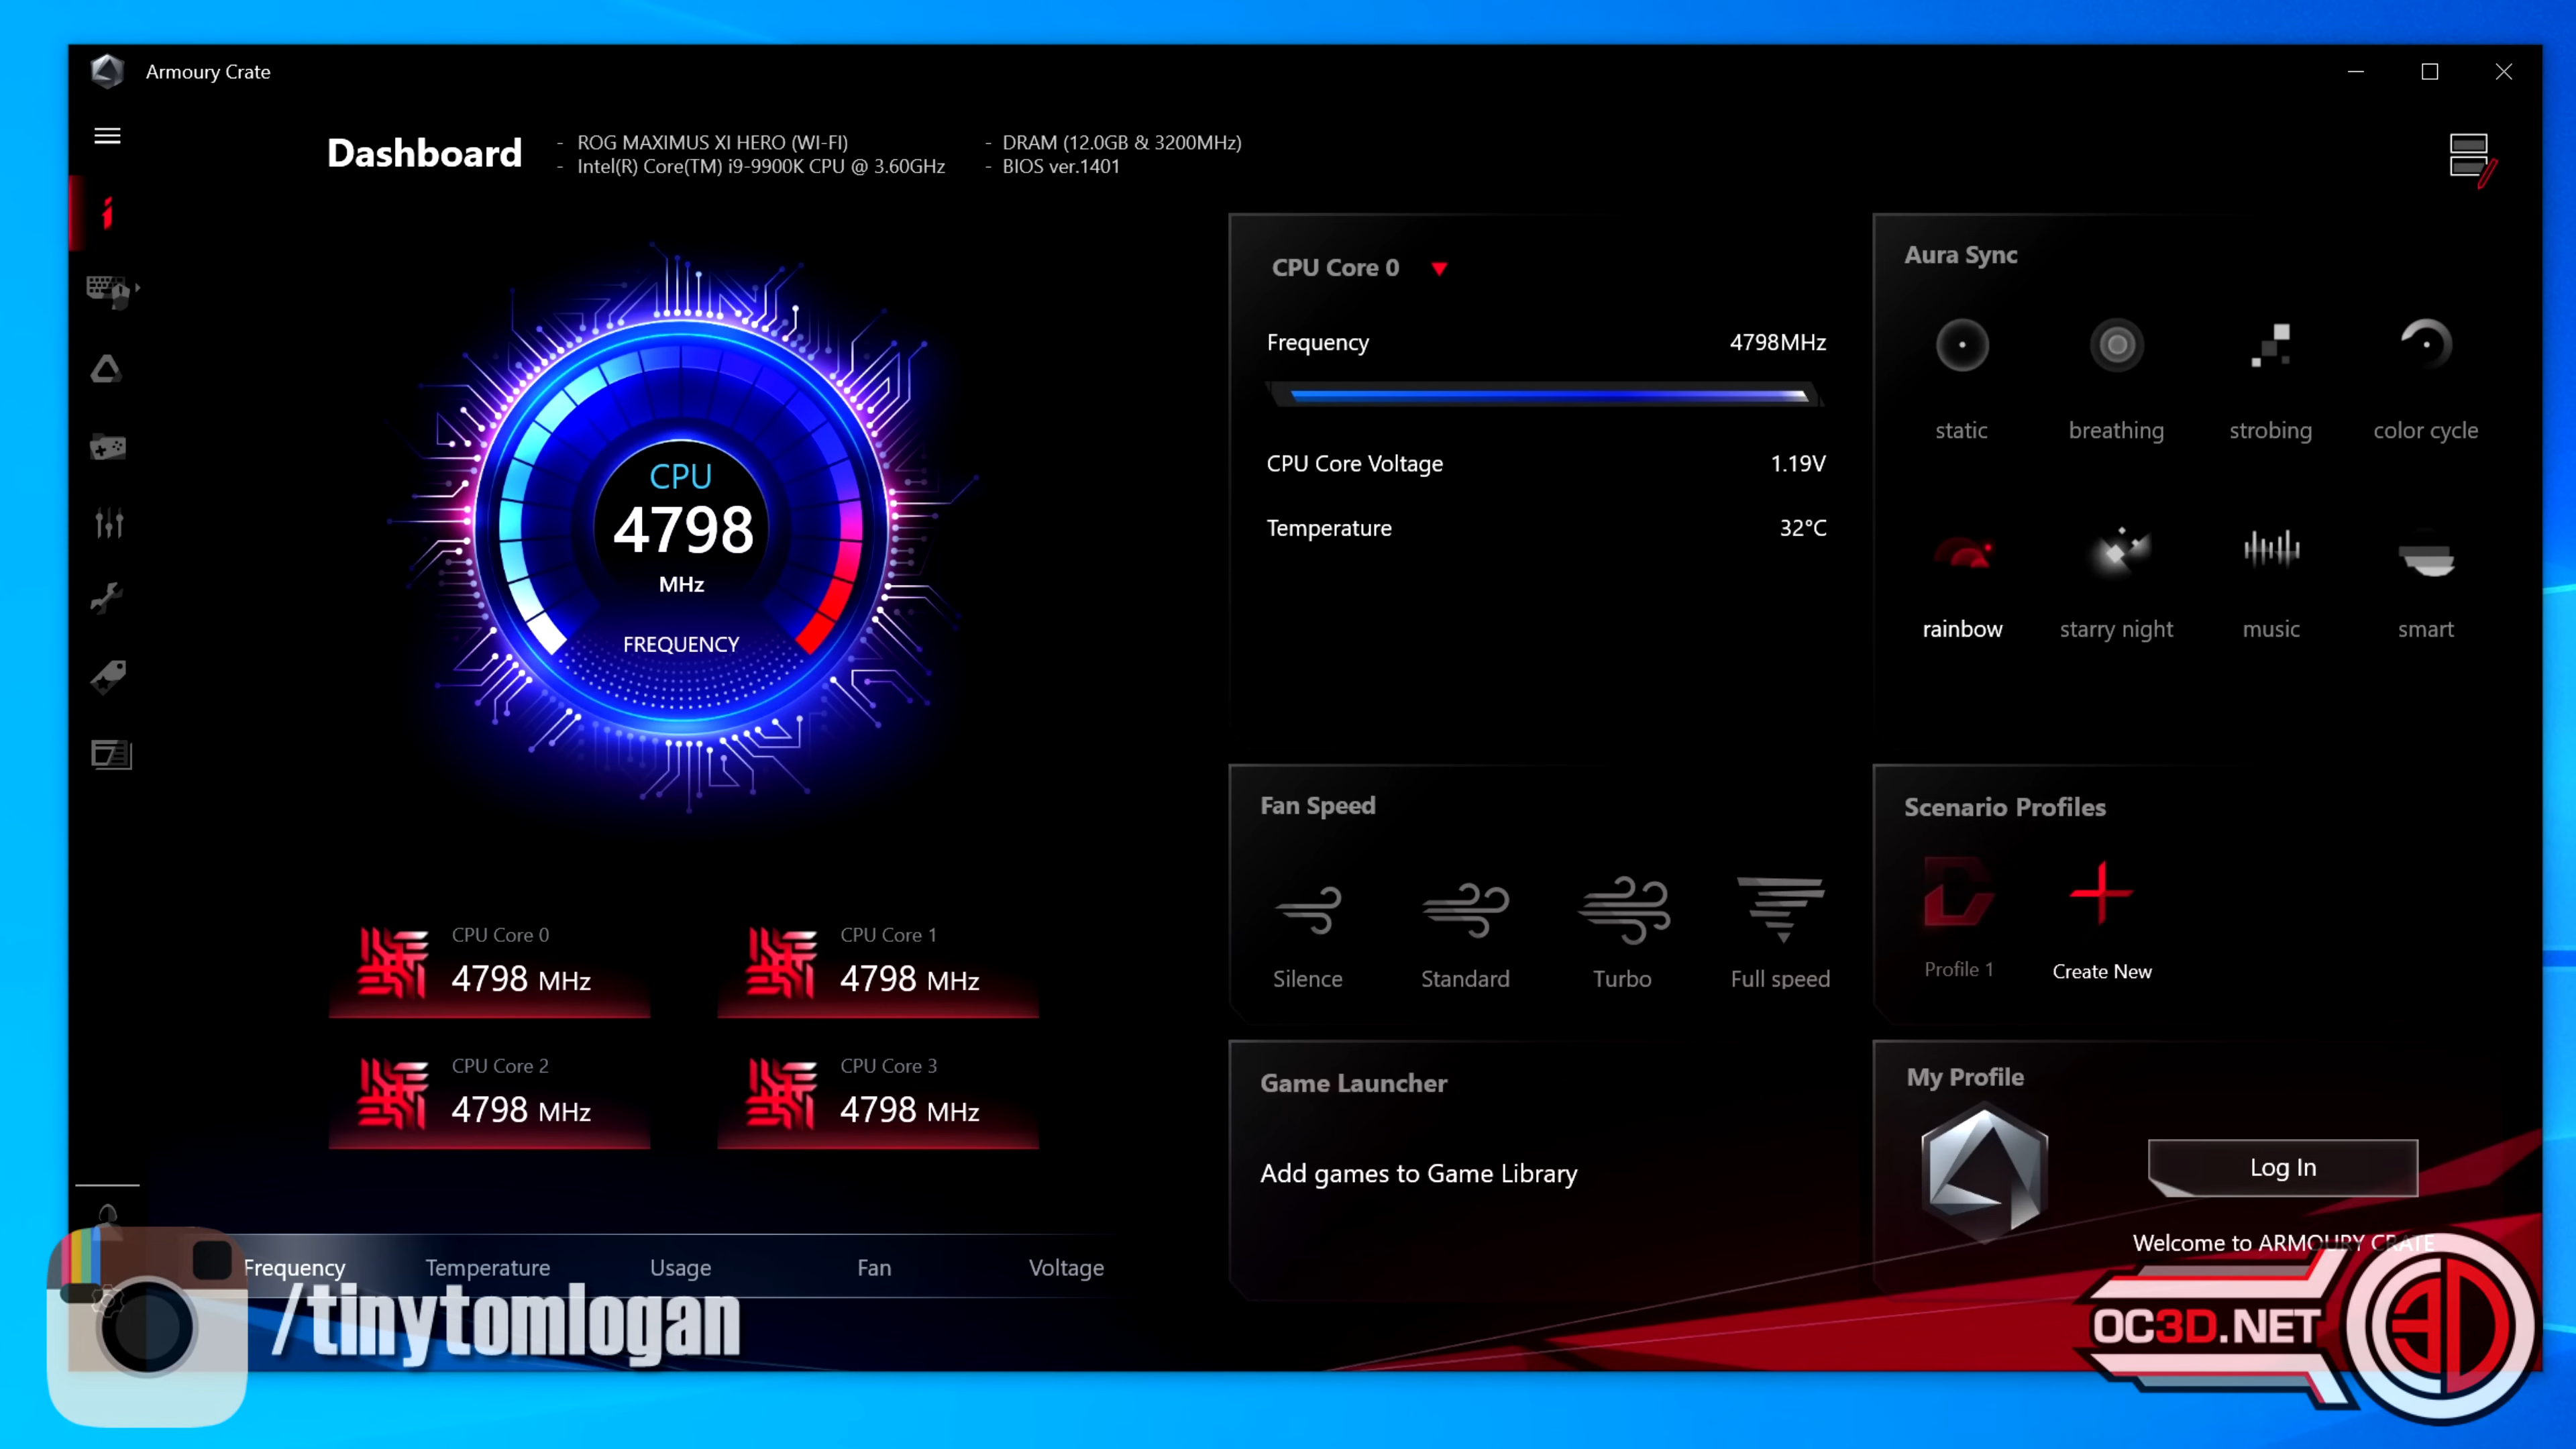 Armoury Crate
Dashboard
- ROG MAXIMUS XI HERO (WI-FI)
- Intel(R) Core(TM) i9-9900K CPU @ 3.60GHz
- DRAM (12.0GB & 3200MHz)
- BIOS ver.1401
CPU
4798
MHz
FREQUENCY
CPU Core 0
4798 MHz
CPU Core 1
4798 MHz
CPU Core 2
4798 MHz
CPU Core 3
4798 MHz
Frequency Temperature Usage Fan Voltage
CPU Core 0
Frequency 4798MHz
CPU Core Voltage 1.19V
Temperature 32°C
Aura Sync
static breathing strobing color cycle
rainbow starry night music smart
Fan Speed
Silence Standard Turbo Full speed
Scenario Profiles
Profile 1 Create New
Game Launcher
Add games to Game Library
My Profile
Log In
Welcome to ARMOURY CRATE
/tinytomlogan
OC3D.NET
3D